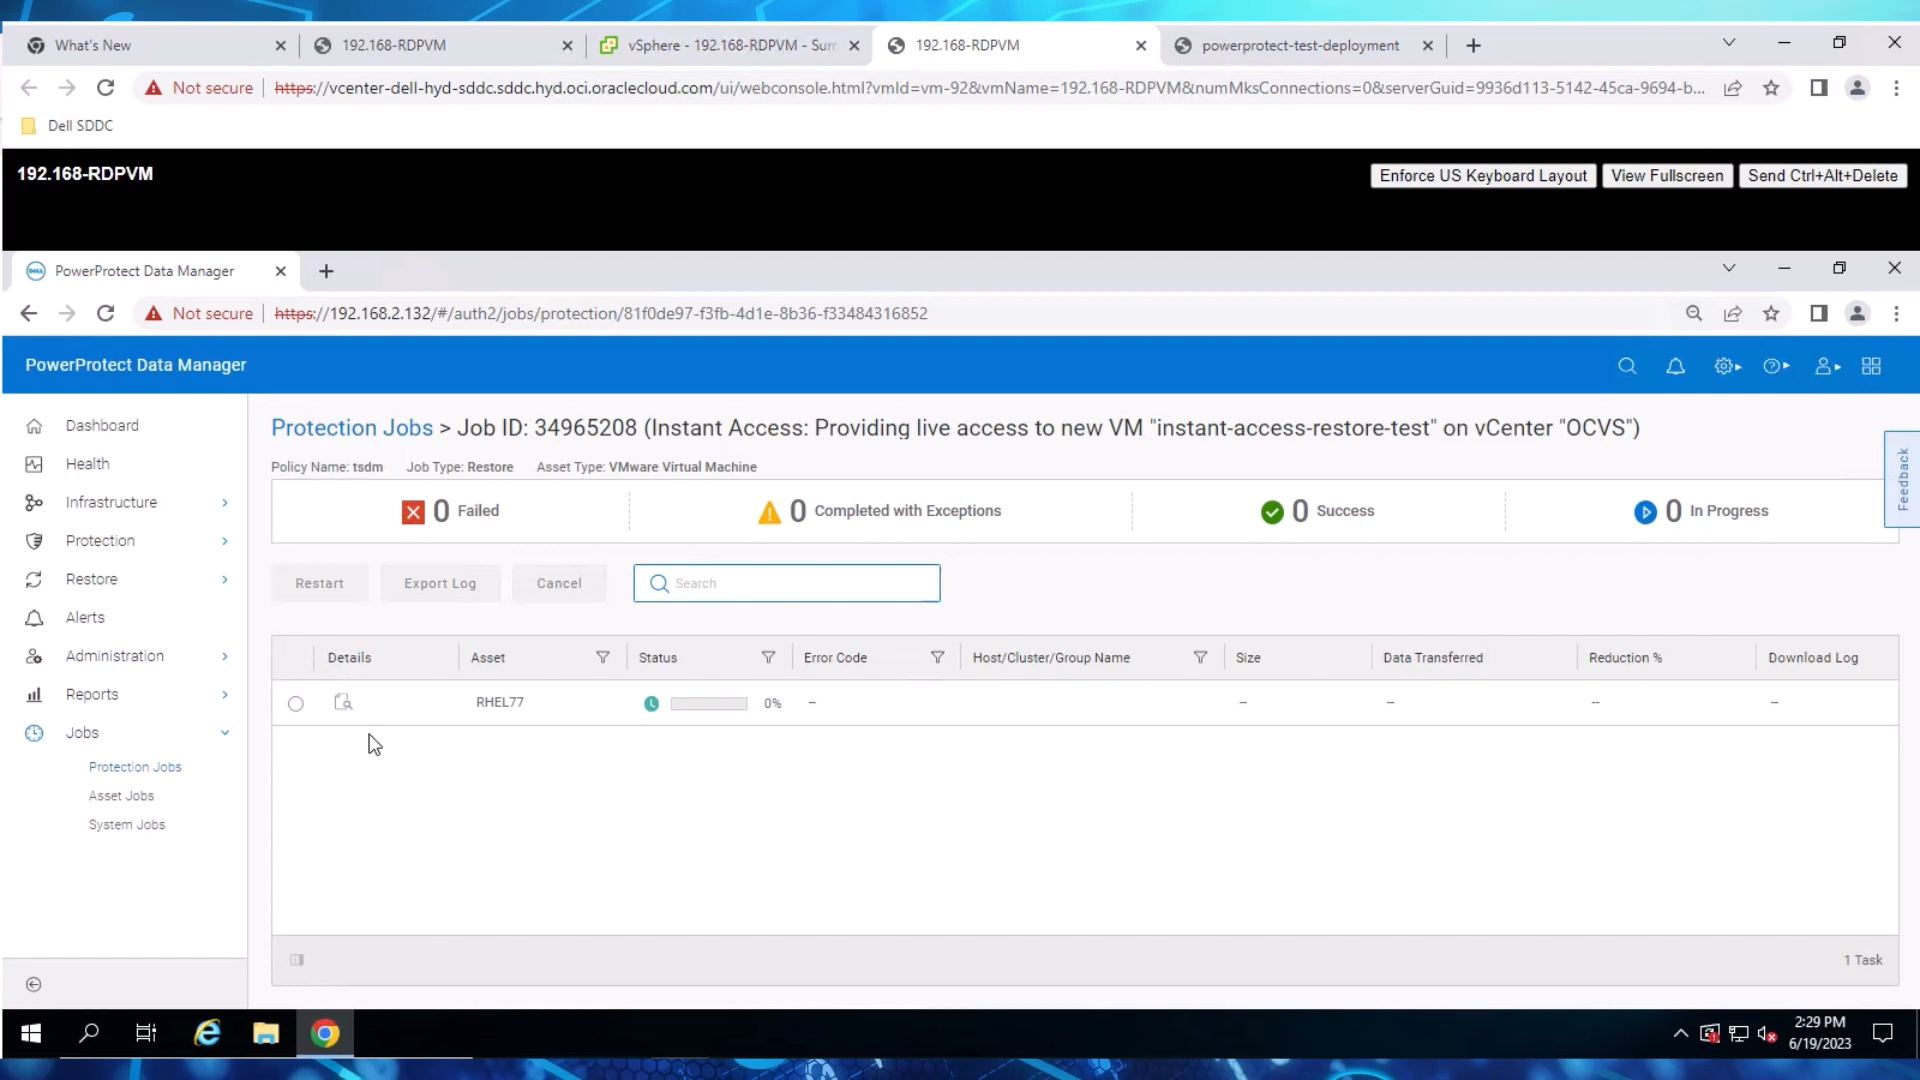 What's New
192.168-RDPVM
vSphere - 192.168-RDPVM - Sum
192.168-RDPVM
powerprotect-test-deployment
Not secure
https://vcenter-dell-hyd-sddc.sddc.hyd.oci.oraclecloud.com/ui/webconsole.html?vmId=vm-92&vmName=192.168-RDPVM&numMksConnections=0&serverGuid=9936d113-5142-45ca-9694-b...
Dell SDDC
192.168-RDPVM
Enforce US Keyboard Layout
View Fullscreen
Send Ctrl+Alt+Delete
PowerProtect Data Manager
Not secure
https://192.168.2.132/#/auth2/jobs/protection/81f0de97-f3fb-4d1e-8b36-f33484316852
PowerProtect Data Manager
Dashboard
Health
Infrastructure
Protection
Restore
Alerts
Administration
Reports
Jobs
Protection Jobs
Asset Jobs
System Jobs
Protection Jobs > Job ID: 34965208 (Instant Access: Providing live access to new VM "instant-access-restore-test" on vCenter "OCVS")
Policy Name: tsdm Job Type: Restore Asset Type: VMware Virtual Machine
0 Failed
0 Completed with Exceptions
0 Success
0 In Progress
Feedback
Restart
Export Log
Cancel
Search
Details Asset Status Error Code Host/Cluster/Group Name Size Data Transferred Reduction % Download Log
RHEL77 0% – – – -- –
1 Task
2:29 PM
6/19/2023